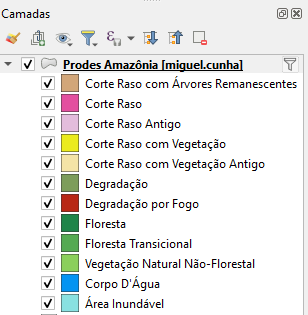 Camadas
Prodes Amazônia [miguel.cunha]
Corte Raso com Árvores Remanescentes
Corte Raso
Corte Raso Antigo
Corte Raso com Vegetação
Corte Raso com Vegetação Antigo
Degradação
Degradação por Fogo
Floresta
Floresta Transicional
Vegetação Natural Não-Florestal
Corpo D'Água
Área Inundável